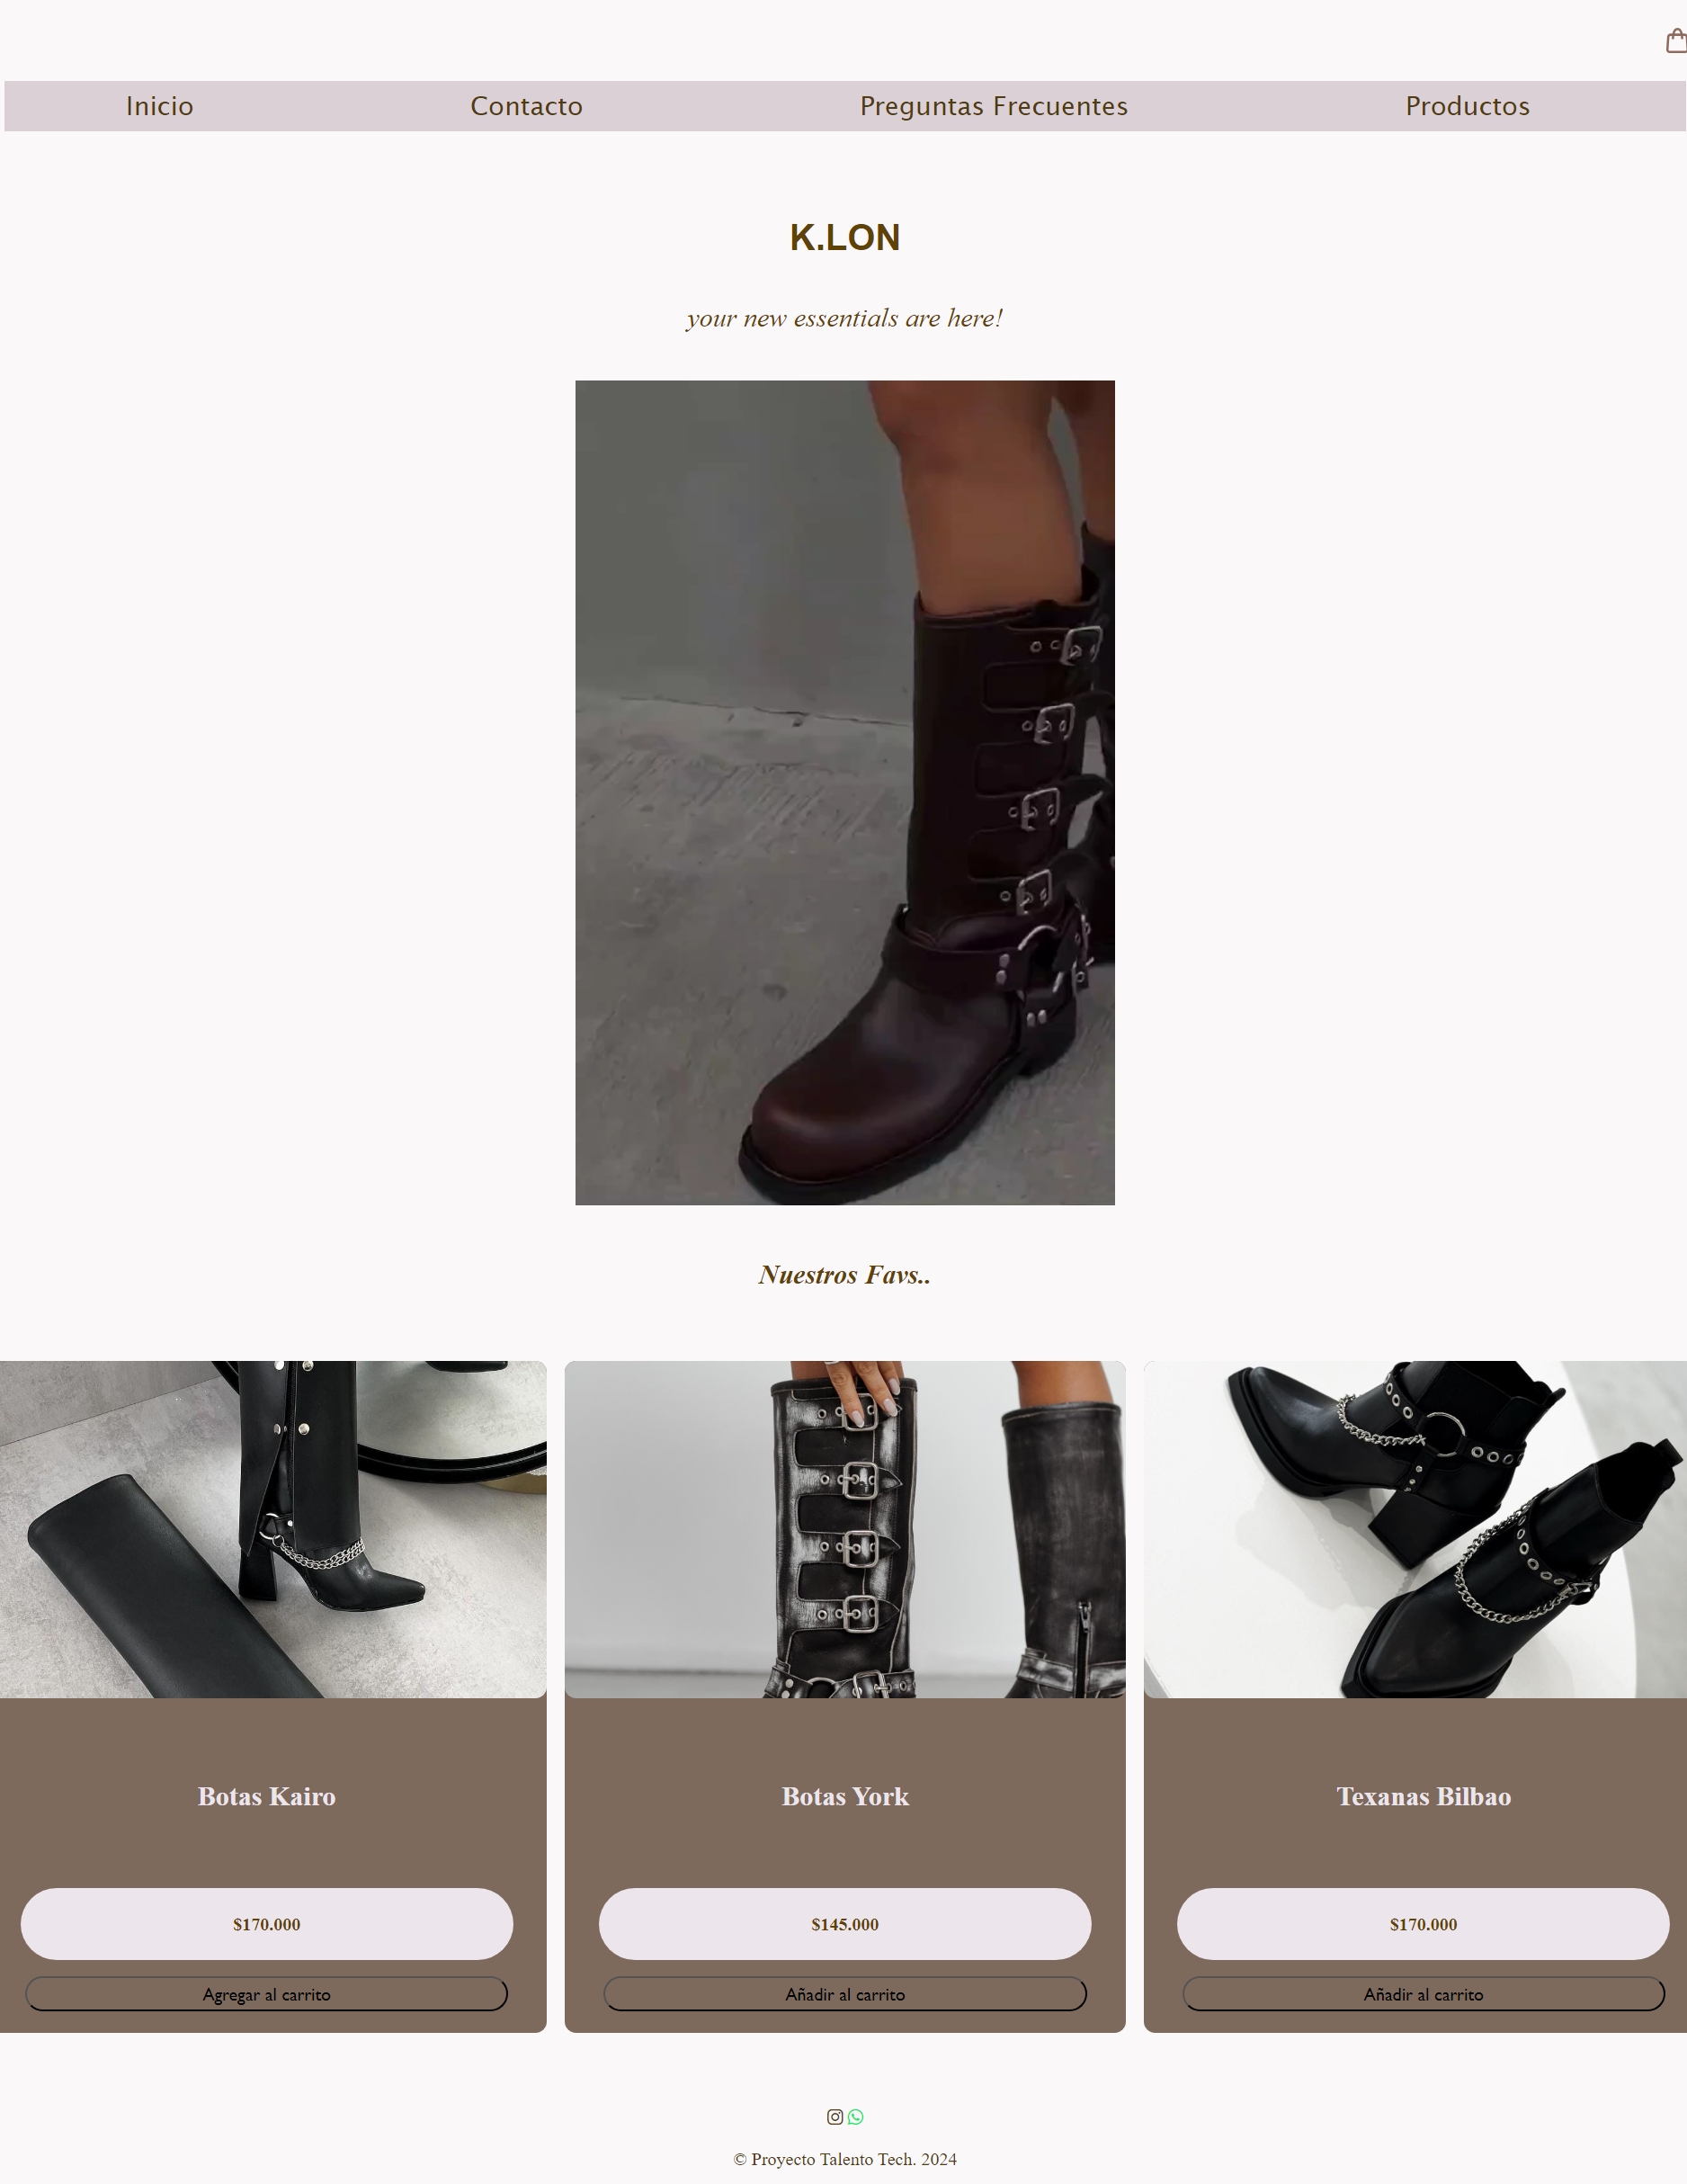 Inicio Contacto Preguntas Frecuentes Productos
K.LON
your new essentials are here!
Nuestros Favs..
Botas Kairo
$170.000
Agregar al carrito
Botas York
$145.000
Añadir al carrito
Texanas Bilbao
$170.000
Añadir al carrito
© Proyecto Talento Tech. 2024